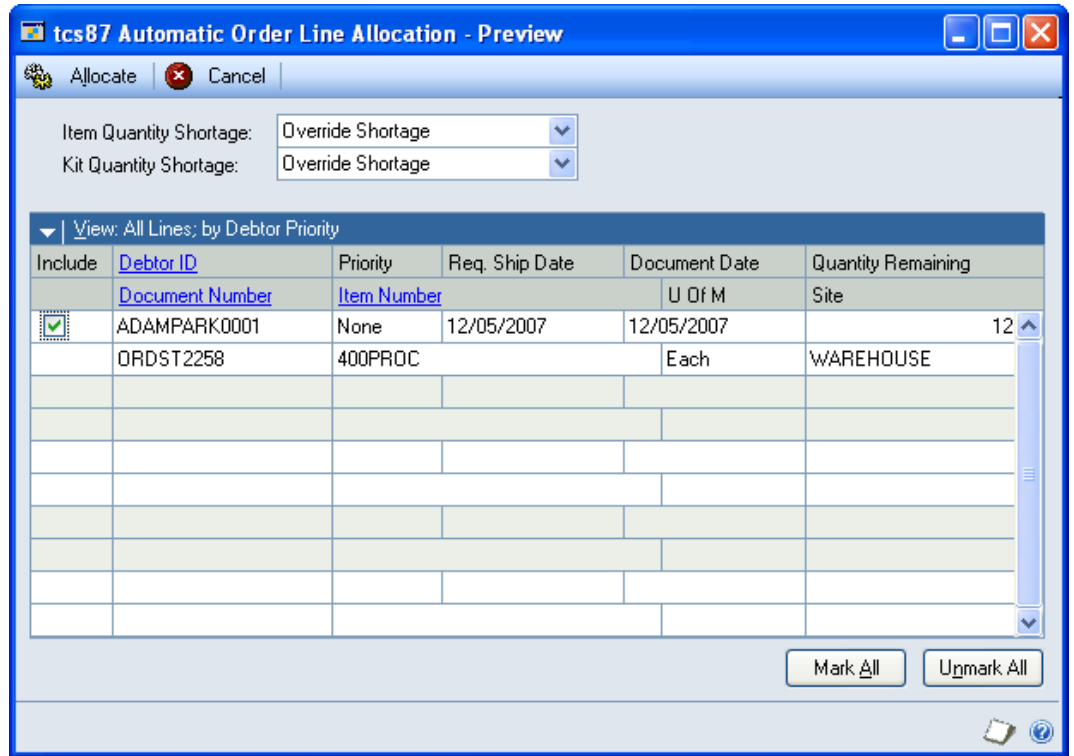 tcs87 Automatic Order Line Allocation - Preview
Allocate Cancel
Item Quantity Shortage: Override Shortage
Kit Quantity Shortage: Override Shortage
View: All Lines; by Debtor Priority
Include Debtor ID Priority Req. Ship Date Document Date Quantity Remaining
Document Number Item Number U Of M Site
ADAMPARK0001 None 12/05/2007 12/05/2007 12
ORDST2258 400PROC Each WAREHOUSE
Mark All Unmark All